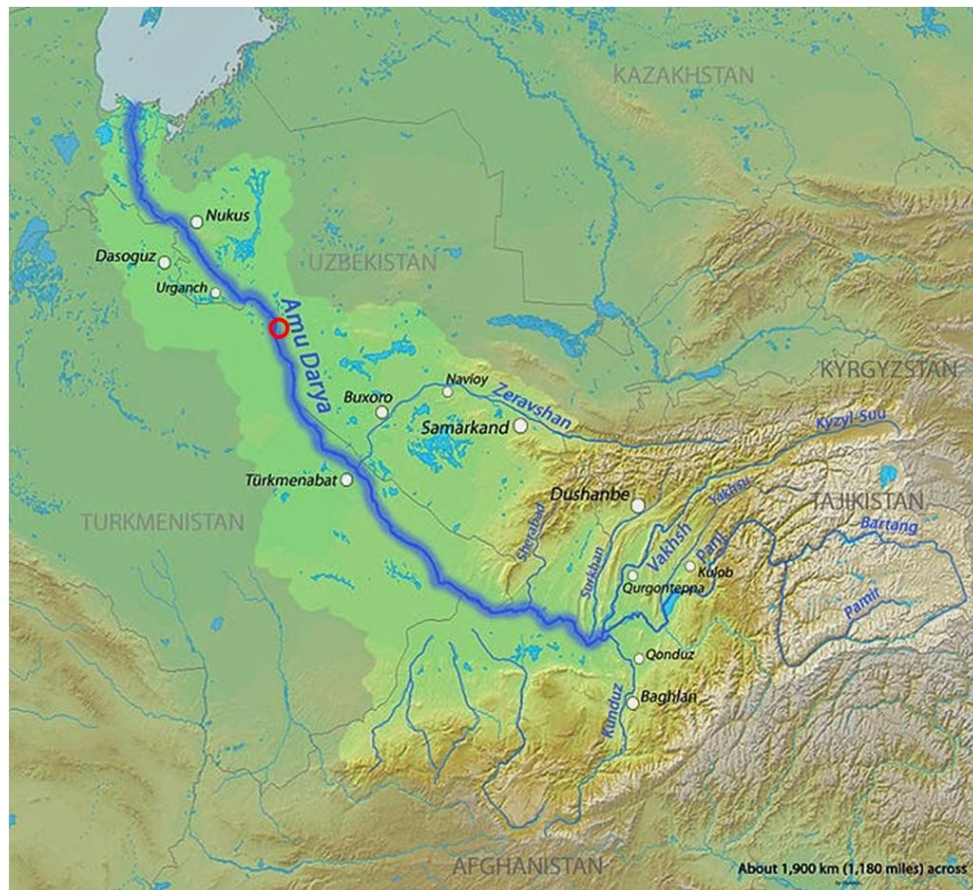 KAZAKHSTAN
Nukus
Dasoguz
UZBEKISTAN
Urganch
Amu Darya
KYRGYZSTAN
Navioy
Buxoro
Zeravshan
Samarkand
Kyzyl-Suu
Türkmenabat
Dushanbe
Yakhsu
TAJIKISTAN
TURKMENISTAN
Sherabad
Vakhsh
Bartang
Panj
Surkhan
Kulob
Qurgonteppa
Pamir
Qonduz
Kunduz
Baghlan
AFGHANISTAN
About 1,900 km (1,180 miles) across